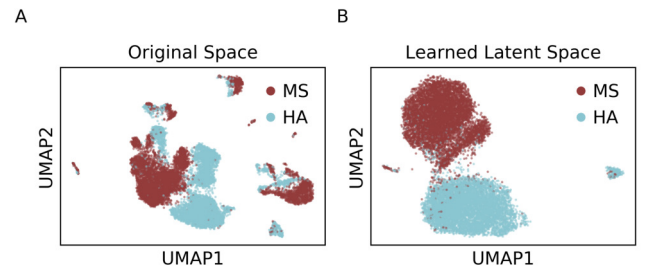 A
Original Space
MS
HA
UMAP2
UMAP1
B
Learned Latent Space
MS
HA
UMAP2
UMAP1